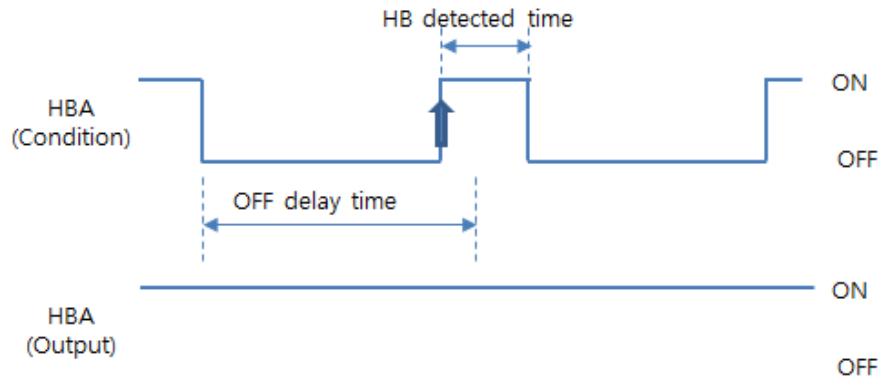 HB detected time
HBA
(Condition)
ON
OFF
OFF delay time
HBA
(Output)
ON
OFF